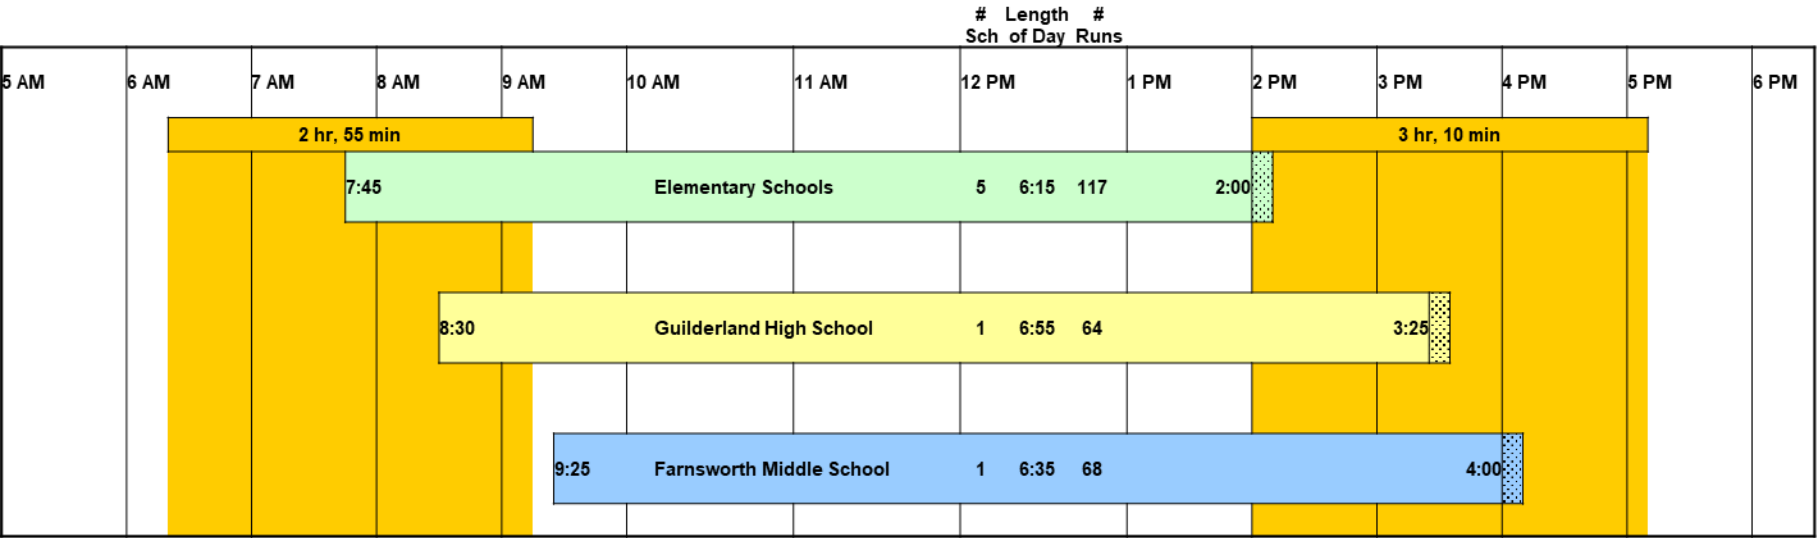 # Length #
Sch of Day Runs
5 AM 6 AM 7 AM 8 AM 9 AM 10 AM 11 AM 12 PM 1 PM 2 PM 3 PM 4 PM 5 PM 6 PM
2 hr, 55 min 3 hr, 10 min
7:45 Elementary Schools 5 6:15 117 2:00
8:30 Guilderland High School 1 6:55 64 3:25
9:25 Farnsworth Middle School 1 6:35 68 4:00